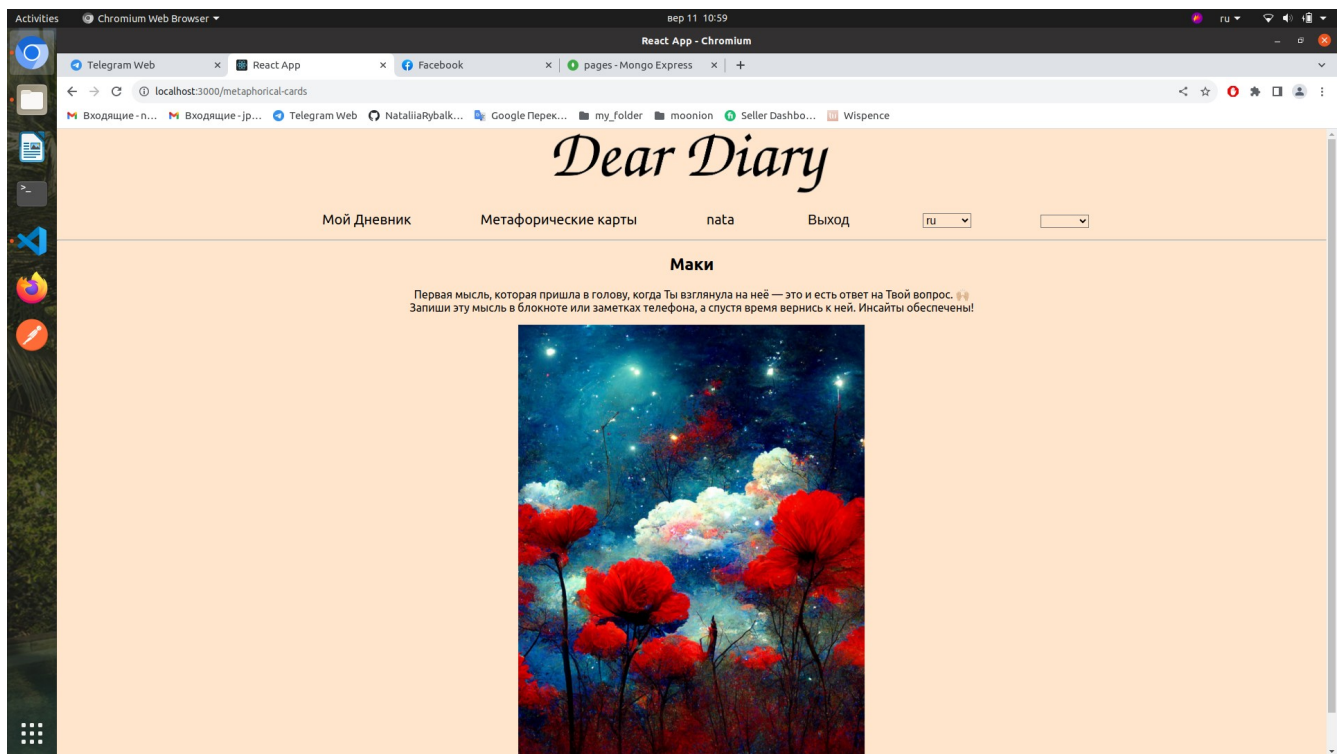 Activities
Chromium Web Browser
вер 11 10:59
ru
React App - Chromium
Telegram Web
React App
Facebook
pages - Mongo Express
localhost:3000/metaphorical-cards
Входящие - n...
Входящие - jp...
Telegram Web
NataliiaRybalk...
Google Перек...
my_folder
moonion
Seller Dashbo...
Wispence
Dear Diary
Мой Дневник
Метафорические карты
nata
Выход
ru
Маки
Первая мысль, которая пришла в голову, когда Ты взглянула на неё — это и есть ответ на Твой вопрос. 🙌🏼
Запиши эту мысль в блокноте или заметках телефона, а спустя время вернись к ней. Инсайты обеспечены!